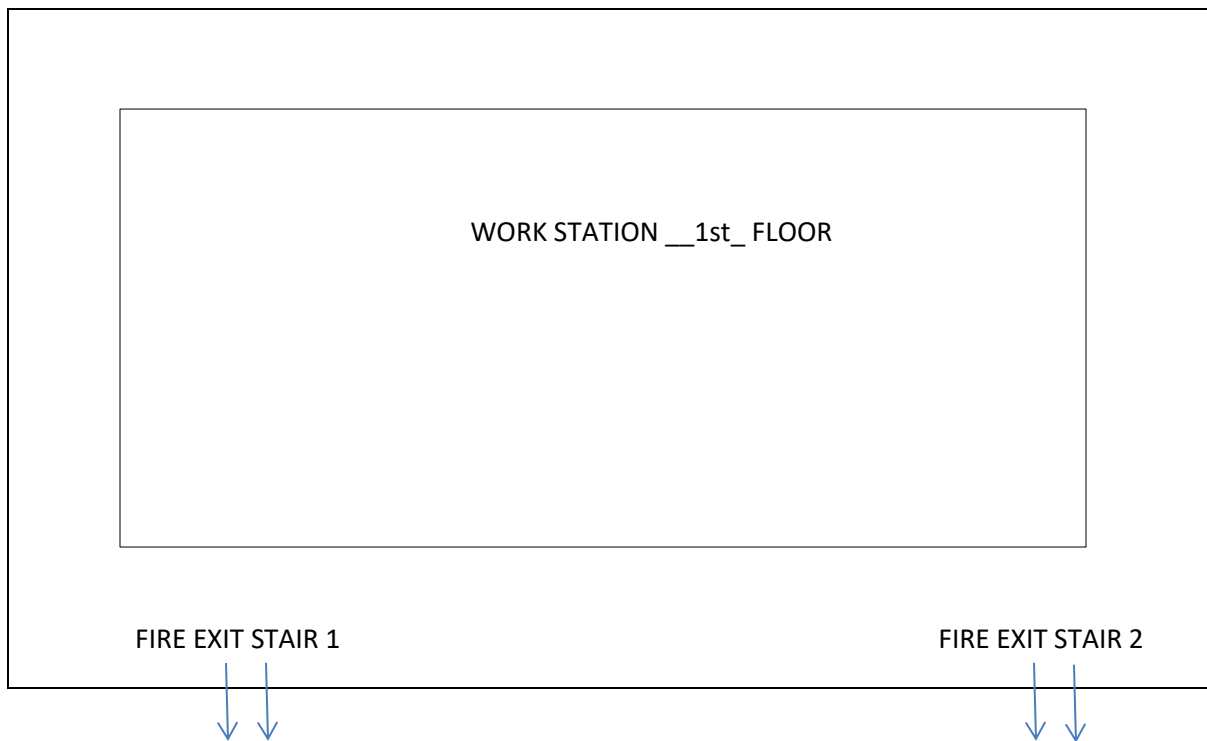 WORK STATION __1st_ FLOOR
FIRE EXIT STAIR 1
FIRE EXIT STAIR 2